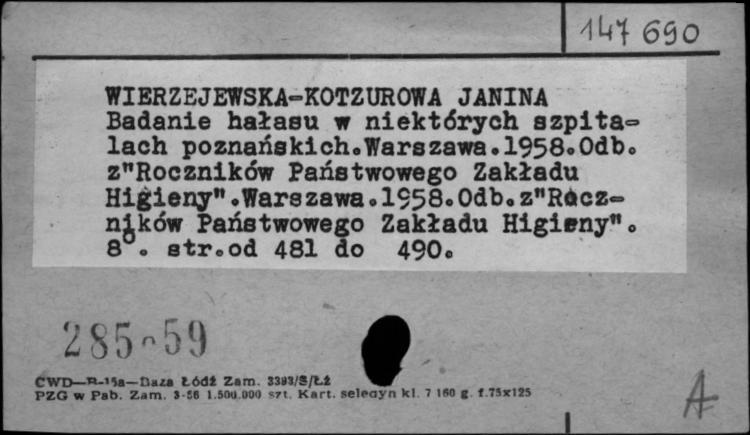 147 690
WIERZEJEWSKA-KOTZUROWA JANINA
Badanie hałasu w niektórych szpita-
lach poznańskich.Warszawa.1958.Odb.
z"Roczników Państwowego Zakładu
Higieny".Warszawa.1958.Odb.z"Rocz-
ników Państwowego Zakładu Higieny".
8°. str.od 481 do 490.
285-59
CWD—B-15a—Baza Łódź Zam. 3393/S/Łż
PZG w Pab. Zam. 3-56 1.500.000 szt. Kart. seledyn kl. 7 160 g. f.75x125
A